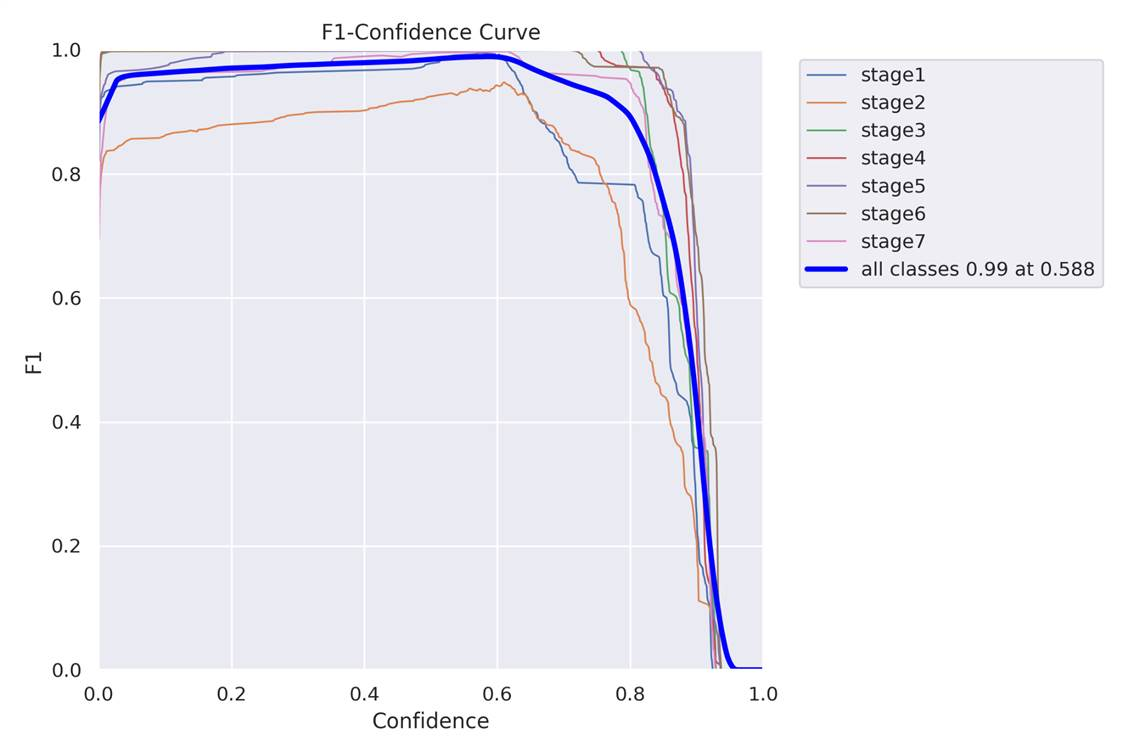 F1-Confidence Curve
1.0
0.8
0.6
0.4
0.2
0.0
F1
0.0 0.2 0.4 0.6 0.8 1.0
Confidence
stage1
stage2
stage3
stage4
stage5
stage6
stage7
all classes 0.99 at 0.588